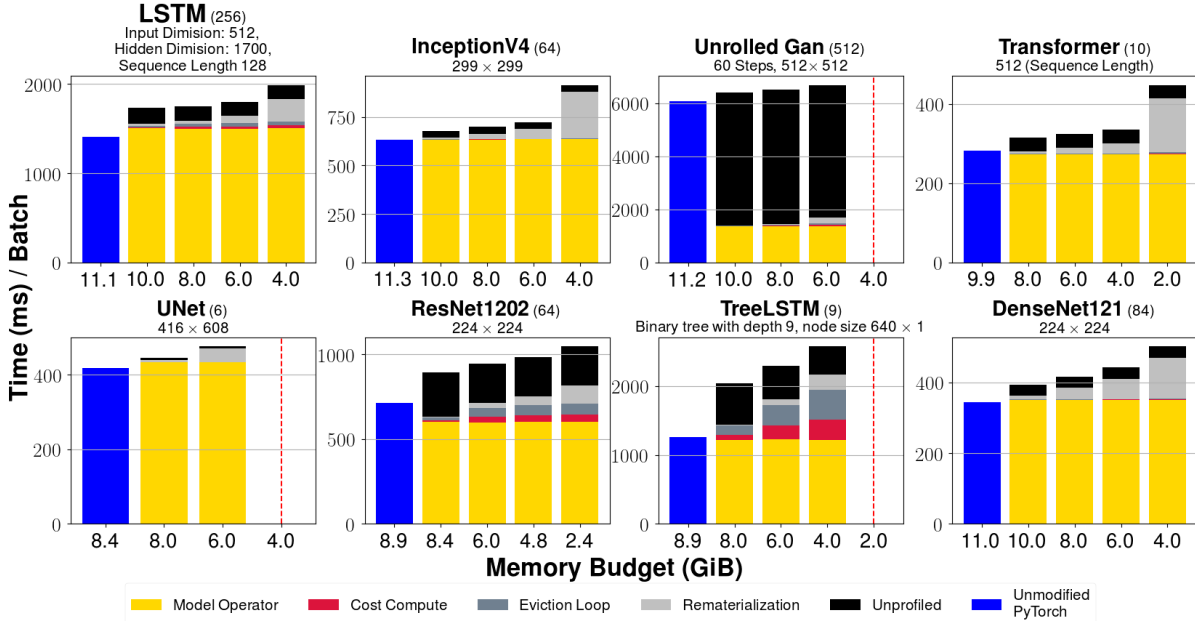 LSTM (256)
Input Dimision: 512,
Hidden Dimision: 1700,
Sequence Length 128
2000
1000
0
11.1 10.0 8.0 6.0 4.0
InceptionV4 (64)
299 × 299
750
500
250
0
11.3 10.0 8.0 6.0 4.0
Unrolled Gan (512)
60 Steps, 512× 512
6000
4000
2000
0
11.2 10.0 8.0 6.0 4.0
Transformer (10)
512 (Sequence Length)
400
200
0
9.9 8.0 6.0 4.0 2.0
Time (ms) / Batch
UNet (6)
416 × 608
400
200
0
8.4 8.0 6.0 4.0
ResNet1202 (64)
224 × 224
1000
500
0
8.9 8.4 6.0 4.8 2.4
TreeLSTM (9)
Binary tree with depth 9, node size 640 × 1
2000
1000
0
8.9 8.0 6.0 4.0 2.0
DenseNet121 (84)
224 × 224
400
200
0
11.0 10.0 8.0 6.0 4.0
Memory Budget (GiB)
Model Operator
Cost Compute
Eviction Loop
Rematerialization
Unprofiled
Unmodified
PyTorch